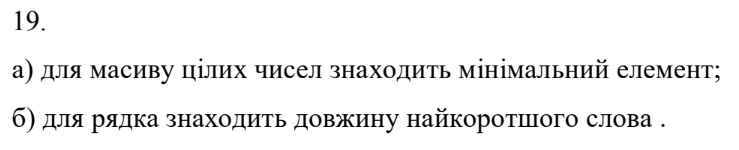 19.
а) для масиву цілих чисел знаходить мінімальний елемент;
б) для рядка знаходить довжину найкоротшого слова .